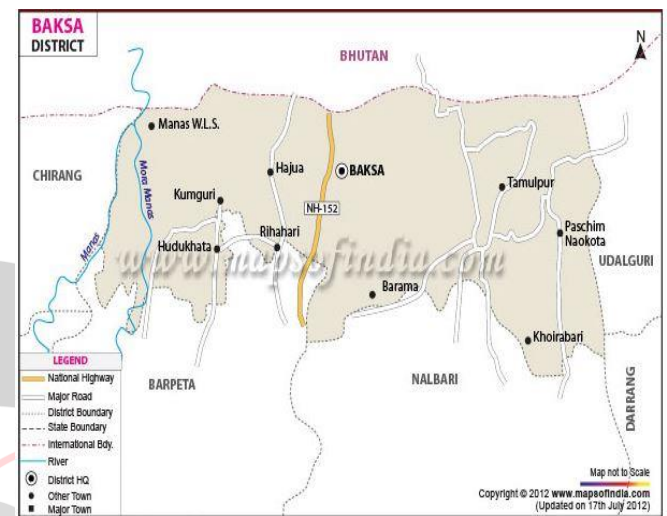 BAKSA
DISTRICT
N
BHUTAN
Manas W.L.S.
CHIRANG
Mora Manas
Hajua
BAKSA
Kumguri
Tamulpur
NH-152
Manas
Hudukhata
Rihahari
Paschim
Naokota
www.mapsofindia.com
UDALGURI
Barama
Khoirabari
LEGEND
National Highway
Major Road
District Boundary
State Boundary
International Bdy.
River
District HQ
Other Town
Major Town
BARPETA
NALBARI
DARRANG
Map not to Scale
Copyright © 2012 www.mapsofindia.com
(Updated on 17th July 2012)